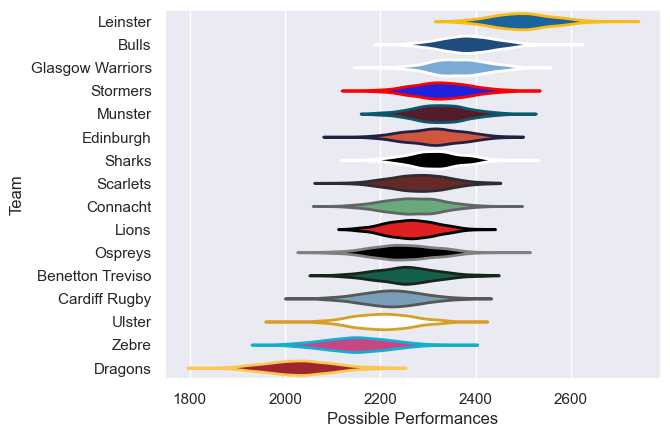 Leinster
Bulls
Glasgow Warriors
Stormers
Munster
Edinburgh
Sharks
Scarlets
Connacht
Lions
Ospreys
Benetton Treviso
Cardiff Rugby
Ulster
Zebre
Dragons
Team
1800 2000 2200 2400 2600
Possible Performances